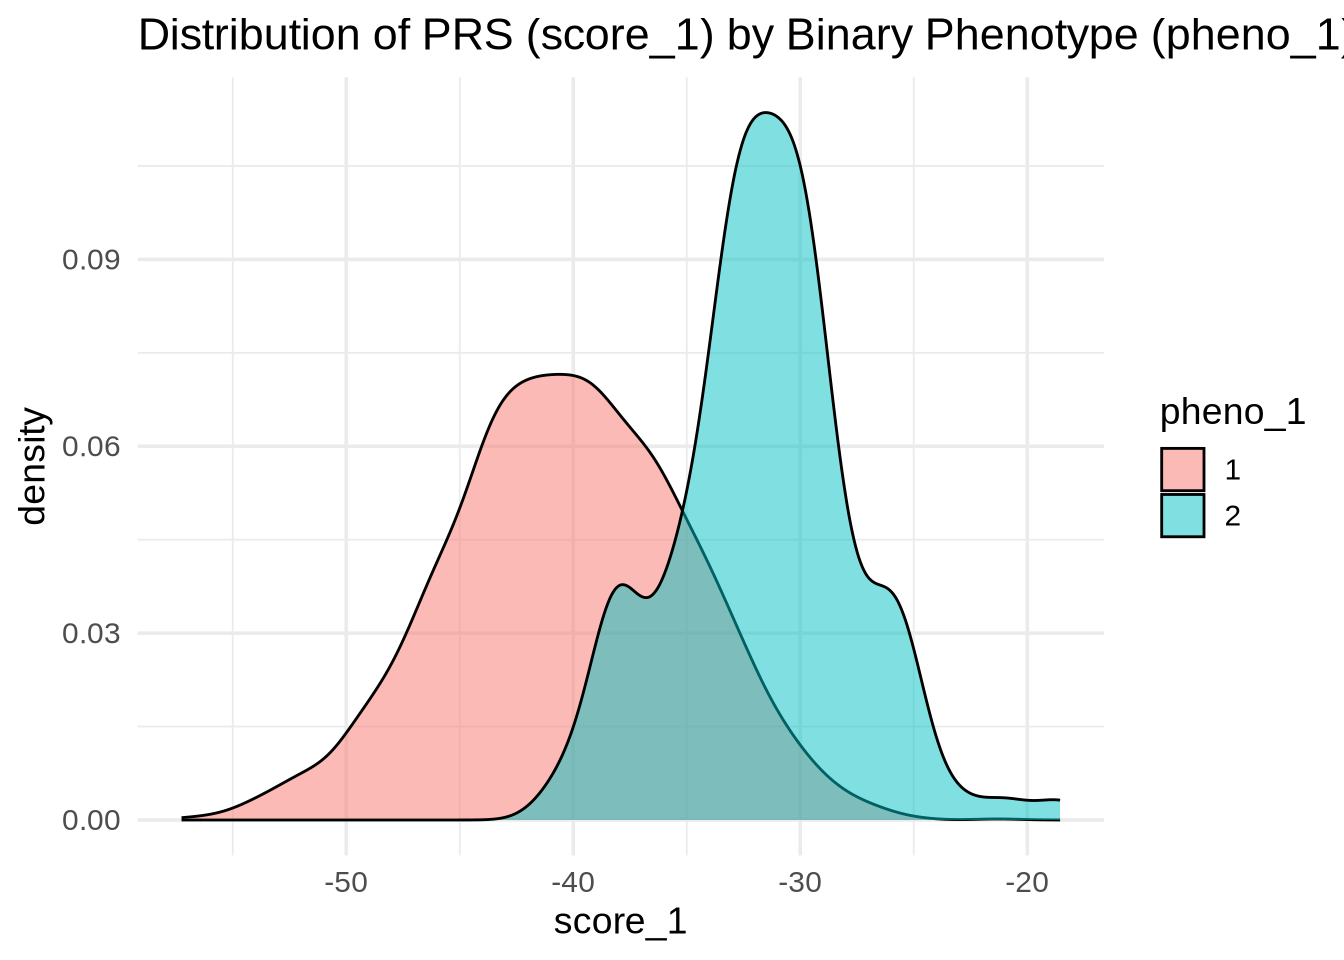 Distribution of PRS (score_1) by Binary Phenotype (pheno_1)
0.09
0.06
0.03
0.00
density
-50
-40
-30
-20
score_1
pheno_1
1
2